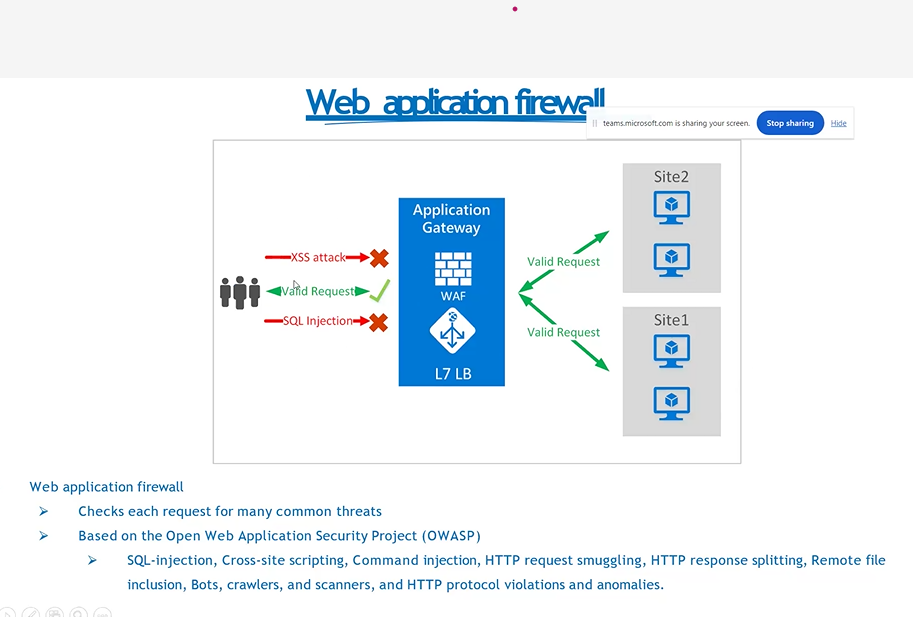 Web application firewall
teams.microsoft.com is sharing your screen.
Stop sharing
Hide
Application
Gateway
WAF
L7 LB
XSS attack
Valid Request
SQL Injection
Valid Request
Valid Request
Site2
Site1
Web application firewall
Checks each request for many common threats
Based on the Open Web Application Security Project (OWASP)
SQL-injection, Cross-site scripting, Command injection, HTTP request smuggling, HTTP response splitting, Remote file
inclusion, Bots, crawlers, and scanners, and HTTP protocol violations and anomalies.